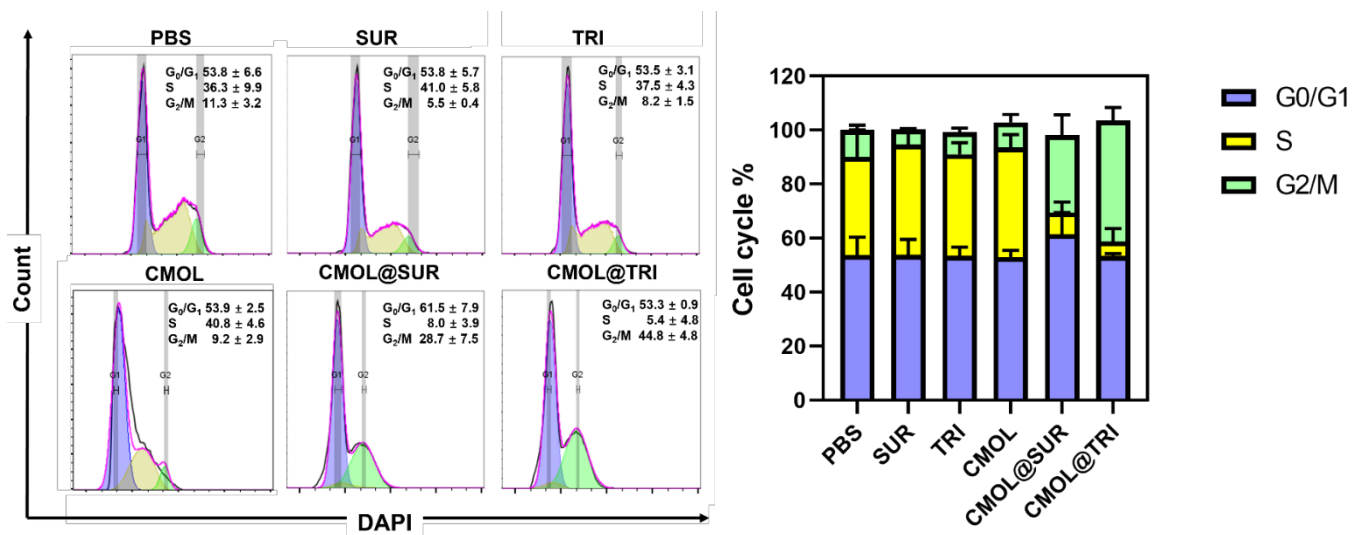 PBS
G0/G1 53.8 ± 6.6
S 36.3 ± 9.9
G2/M 11.3 ± 3.2
G1
G2
SUR
G0/G1 53.8 ± 5.7
S 41.0 ± 5.8
G2/M 5.5 ± 0.4
G1
G2
TRI
G0/G1 53.5 ± 3.1
S 37.5 ± 4.3
G2/M 8.2 ± 1.5
G1
G2
CMOL
G0/G1 53.9 ± 2.5
S 40.8 ± 4.6
G2/M 9.2 ± 2.9
G1
G2
CMOL@SUR
G0/G1 61.5 ± 7.9
S 8.0 ± 3.9
G2/M 28.7 ± 7.5
G1
G2
CMOL@TRI
G0/G1 53.3 ± 0.9
S 5.4 ± 4.8
G2/M 44.8 ± 4.8
G1
G2
Count
DAPI
Cell cycle %
120
100
80
60
40
20
0
PBS
SUR
TRI
CMOL
CMOL@SUR
CMOL@TRI
G0/G1
S
G2/M